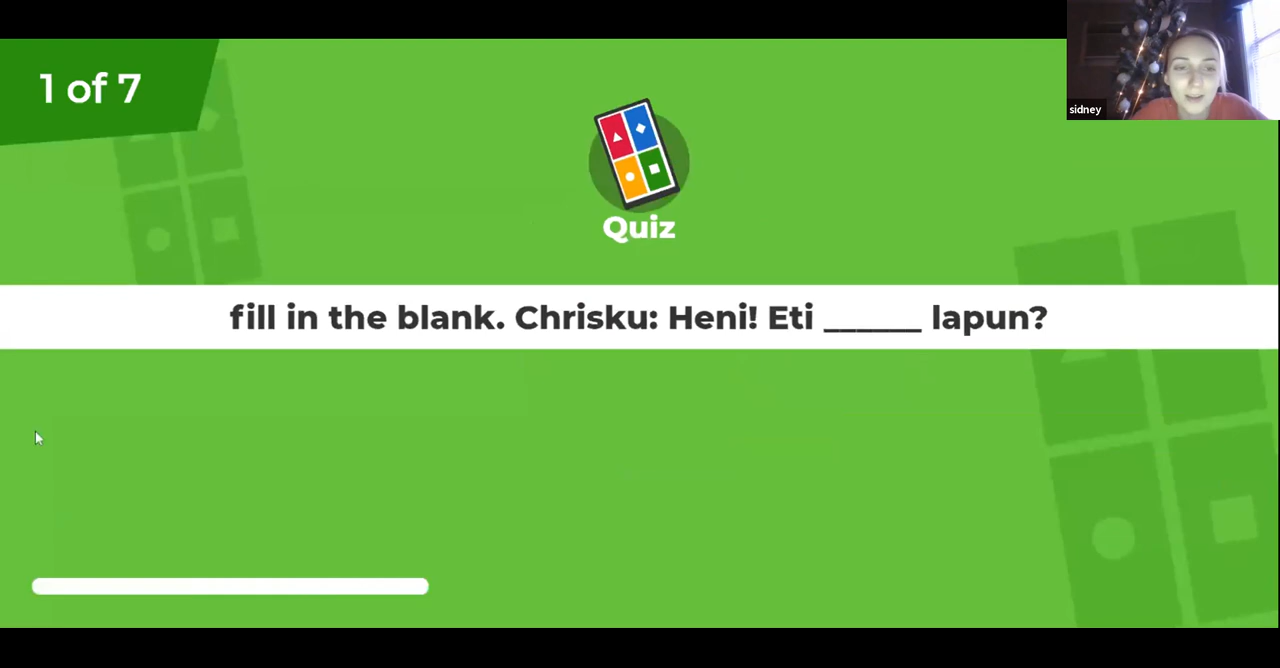 1 of 7
Quiz
fill in the blank. Chrisku: Heni! Eti ______ lapun?
sidney